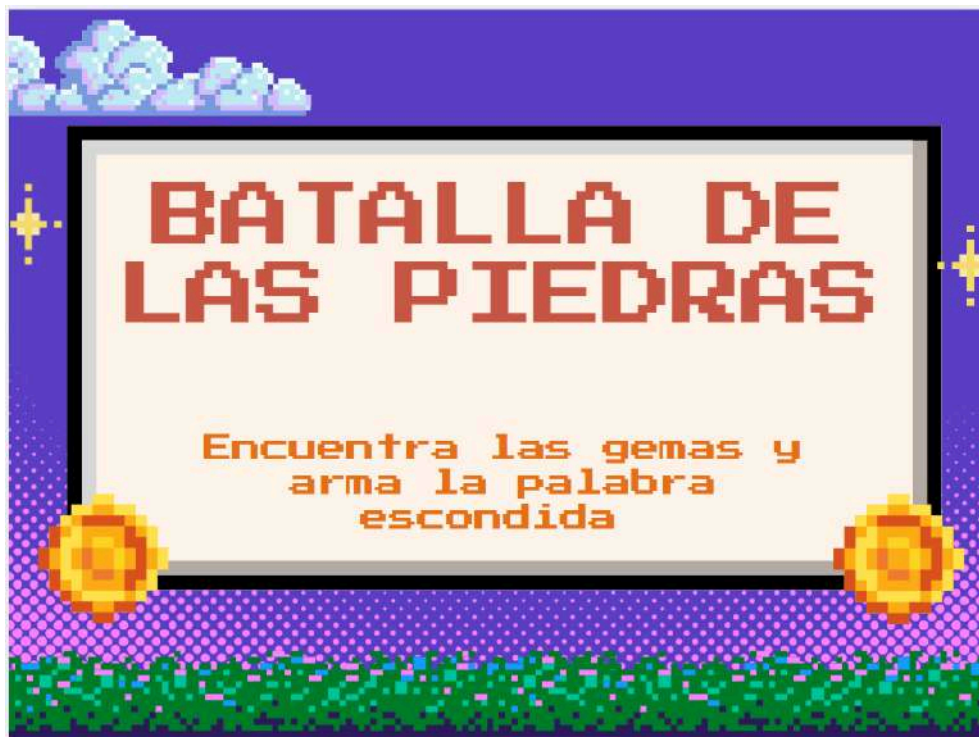 BATALLA DE
LAS PIEDRAS
Encuentra las gemas y
arma la palabra
escondida